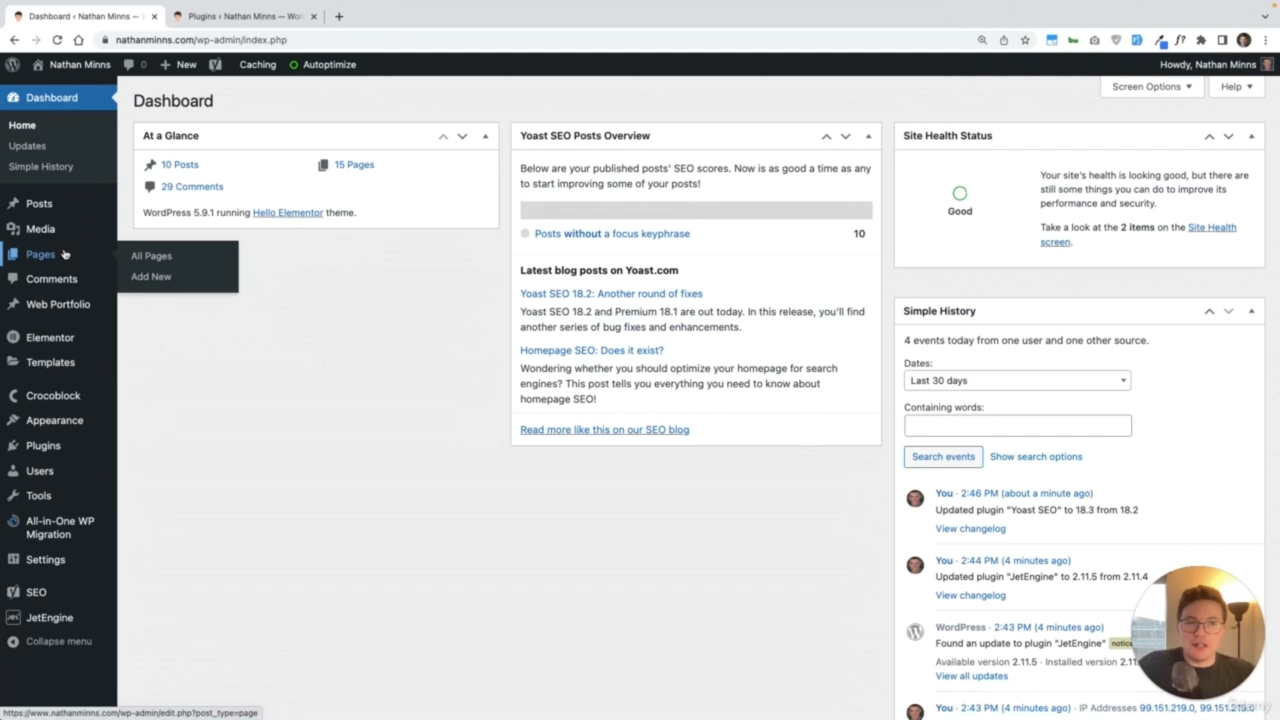 Dashboard ‹ Nathan Minns — W
Plugins ‹ Nathan Minns — Wor
nathanminns.com/wp-admin/index.php
Nathan Minns
0
New
Caching
Autoptimize
Howdy, Nathan Minns
Screen Options
Help
Dashboard
Home
Updates
Simple History
Posts
Media
Pages
All Pages
Add New
Comments
Web Portfolio
Elementor
Templates
Crocoblock
Appearance
Plugins
Users
Tools
All-in-One WP
Migration
Settings
SEO
JetEngine
Collapse menu
Dashboard
At a Glance
10 Posts
15 Pages
29 Comments
WordPress 5.9.1 running Hello Elementor theme.
Yoast SEO Posts Overview
Below are your published posts' SEO scores. Now is as good a time as any
to start improving some of your posts!
Posts without a focus keyphrase
10
Latest blog posts on Yoast.com
Yoast SEO 18.2: Another round of fixes
Yoast SEO 18.2 and Premium 18.1 are out today. In this release, you'll find
another series of bug fixes and enhancements.
Homepage SEO: Does it exist?
Wondering whether you should optimize your homepage for search
engines? This post tells you everything you need to know about
homepage SEO!
Read more like this on our SEO blog
Site Health Status
Good
Your site's health is looking good, but there are
still some things you can do to improve its
performance and security.
Take a look at the 2 items on the Site Health
screen.
Simple History
4 events today from one user and one other source.
Dates:
Last 30 days
Containing words:
Search events
Show search options
You · 2:46 PM (about a minute ago)
Updated plugin "Yoast SEO" to 18.3 from 18.2
View changelog
You · 2:44 PM (4 minutes ago)
Updated plugin "JetEngine" to 2.11.5 from 2.11.4
View changelog
WordPress · 2:43 PM (4 minutes ago)
Found an update to plugin "JetEngine" notice
Available version 2.11.5 · Installed version 2.11.
View all updates
You · 2:43 PM (4 minutes ago) · IP Addresses 99.151.219.0, 99.151.219.0
https://www.nathanminns.com/wp-admin/edit.php?post_type=page